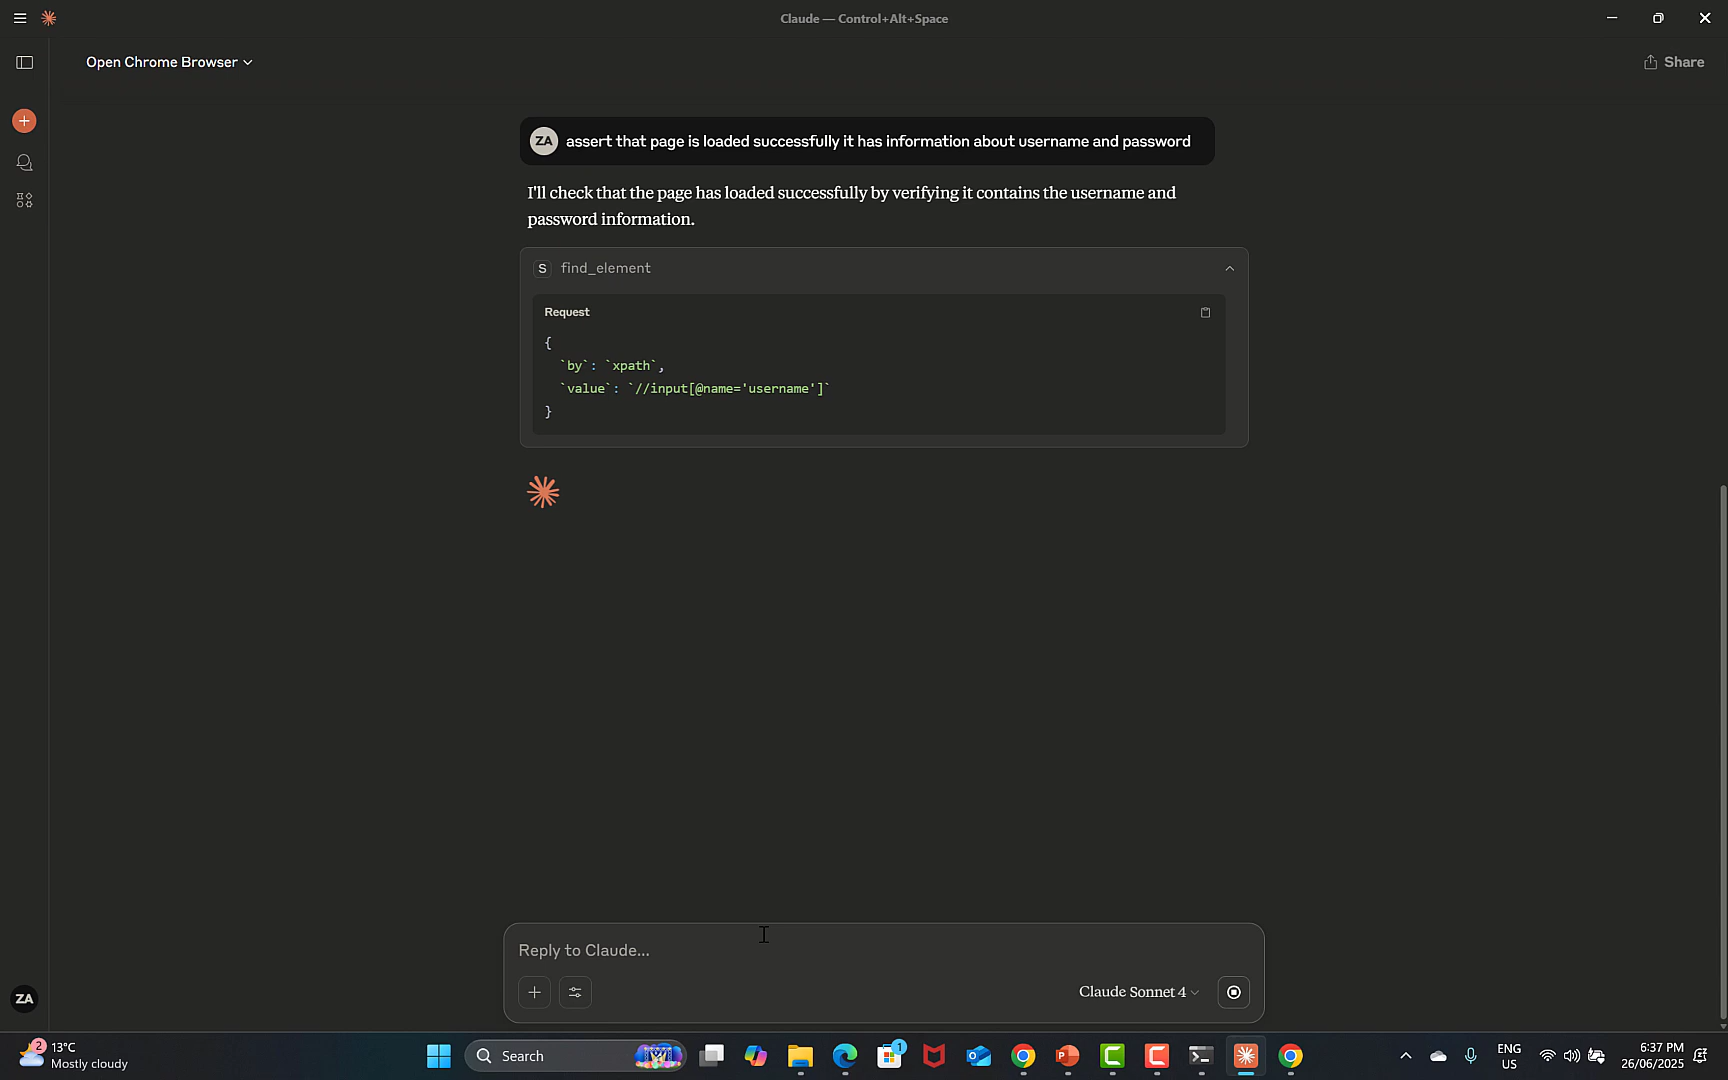 Claude — Control+Alt+Space
Open Chrome Browser
Share
ZA
assert that page is loaded successfully it has information about username and password
I'll check that the page has loaded successfully by verifying it contains the username and
password information.
S
find_element
Request
{
`by`: `xpath`,
`value`: `//input[@name='username']`
}
Reply to Claude...
Claude Sonnet 4
ZA
2
13°C
Mostly cloudy
Search
1
ENG
US
6:37 PM
26/06/2025